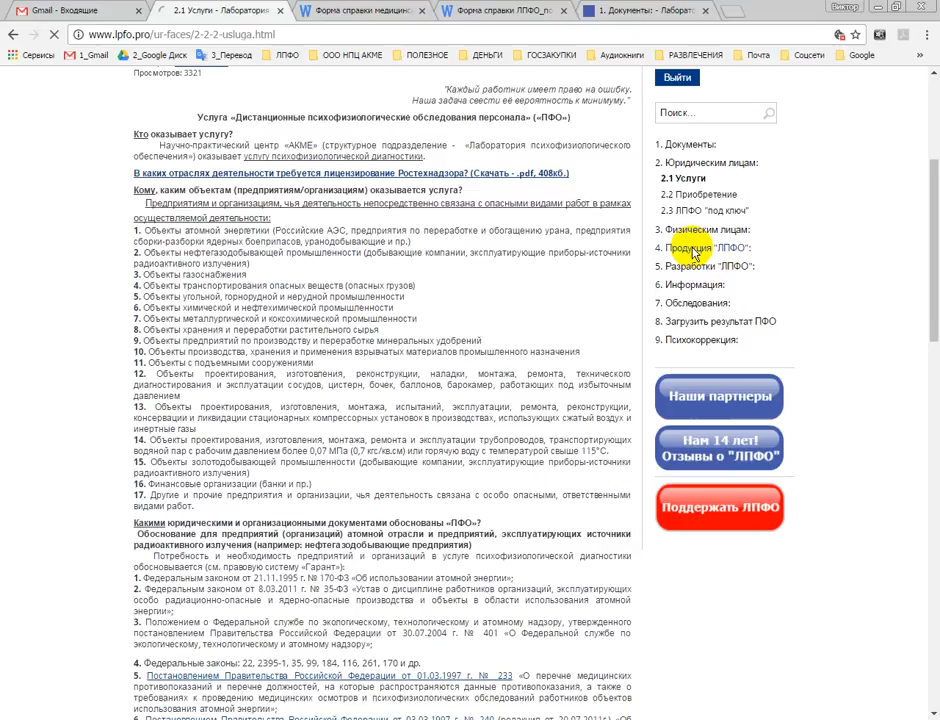 Gmail - Входящие
2.1 Услуги - Лаборатория
Форма справки медицинск
Форма справки ЛПФО_по
1. Документы: - Лаборат
Виктор
www.lpfo.pro/ur-faces/2-2-2-usluga.html
Сервисы
1_Gmail
2_Google Диск
3_Перевод
ЛПФО
ООО НПЦ АКМЕ
ПОЛЕЗНОЕ
ДЕНЬГИ
ГОСЗАКУПКИ
Аудиокниги
РАЗВЛЕЧЕНИЯ
Почта
Соцсети
Google
»
Просмотров: 3321
"Каждый работник имеет право на ошибку.
Наша задача свести её вероятность к минимуму."
Услуга «Дистанционные психофизиологические обследования персонала» («ПФО»)
Кто оказывает услугу?
Научно-практический центр «АКМЕ» (структурное подразделение - «Лаборатория психофизиологического
обеспечения») оказывает услугу психофизиологической диагностики.
В каких отраслях деятельности требуется лицензирование Ростехнадзора? (Скачать - .pdf, 408кб.)
Кому, каким объектам (предприятиям/организациям) оказывается услуга?
Предприятиям и организациям, чья деятельность непосредственно связана с опасными видами работ в рамках
осуществляемой деятельности:
1. Объекты атомной энергетики (Российские АЭС, предприятия по переработке и обогащению урана, предприятия
сборки-разборки ядерных боеприпасов, уранодобывающие и пр.)
2. Объекты нефтегазодобывающей промышленности (добывающие компании, эксплуатирующие приборы-источники
радиоактивного излучения)
3. Объекты газоснабжения
4. Объекты транспортирования опасных веществ (опасных грузов)
5. Объекты угольной, горнорудной и нерудной промышленности
6. Объекты химической и нефтехимической промышленности
7. Объекты металлургической и коксохимической промышленности
8. Объекты хранения и переработки растительного сырья
9. Объекты предприятий по производству и переработке минеральных удобрений
10. Объекты производства, хранения и применения взрывчатых материалов промышленного назначения
11. Объекты с подъемными сооружениями
12. Объекты проектирования, изготовления, реконструкции, наладки, монтажа, ремонта, технического
диагностирования и эксплуатации сосудов, цистерн, бочек, баллонов, барокамер, работающих под избыточным
давлением
13. Объекты проектирования, изготовления, монтажа, испытаний, эксплуатации, ремонта, реконструкции,
консервации и ликвидации стационарных компрессорных установок в производствах, использующих сжатый воздух и
инертные газы
14. Объекты проектирования, изготовления, монтажа, ремонта и эксплуатации трубопроводов, транспортирующих
водяной пар с рабочим давлением более 0,07 МПа (0,7 кгс/кв.см) или горячую воду с температурой свыше 115°С.
15. Объекты золотодобывающей промышленности (добывающие компании, эксплуатирующие приборы-источники
радиоактивного излучения)
16. Финансовые организации (банки и пр.)
17. Другие и прочие предприятия и организации, чья деятельность связана с особо опасными, ответственными
видами работ.
Какими юридическими и организационными документами обоснованы «ПФО»?
Обоснование для предприятий (организаций) атомной отрасли и предприятий, эксплуатирующих источники
радиоактивного излучения (например: нефтегазодобывающие предприятия)
Потребность и необходимость предприятий и организаций в услуге психофизиологической диагностики
обосновывается (см. правовую систему «Гарант»):
1. Федеральным законом от 21.11.1995 г. № 170-ФЗ «Об использовании атомной энергии»;
2. Федеральным законом от 8.03.2011 г. № 35-ФЗ «Устав о дисциплине работников организаций, эксплуатирующих
особо радиационно-опасные и ядерно-опасные производства и объекты в области использования атомной
энергии»;
3. Положением о Федеральной службе по экологическому, технологическому и атомному надзору, утвержденного
постановлением Правительства Российской Федерации от 30.07.2004 г. № 401 «О Федеральной службе по
экологическому, технологическому и атомному надзору»;
4. Федеральные законы: 22, 2395-1, 35, 99, 184, 116, 261, 170 и др.
5. Постановлением Правительства Российской Федерации от 01.03.1997 г. № 233 «О перечне медицинских
противопоказаний и перечне должностей, на которые распространяются данные противопоказания, а также о
требованиях к проведению медицинских осмотров и психофизиологических обследований работников объектов
использования атомной энергии»;
6. Постановлением Правительства Российской Федерации от 03.03.1997 г. № 240 (редакция от 20.07.2011г.) «Об
Выйти
Поиск...
1. Документы:
2. Юридическим лицам:
2.1 Услуги
2.2 Приобретение
2.3 ЛПФО "под ключ"
3. Физическим лицам:
4. Продукция "ЛПФО":
5. Разработки "ЛПФО":
6. Информация:
7. Обследования:
8. Загрузить результат ПФО
9. Психокоррекция:
Наши партнеры
Нам 14 лет!
Отзывы о "ЛПФО"
Поддержать ЛПФО